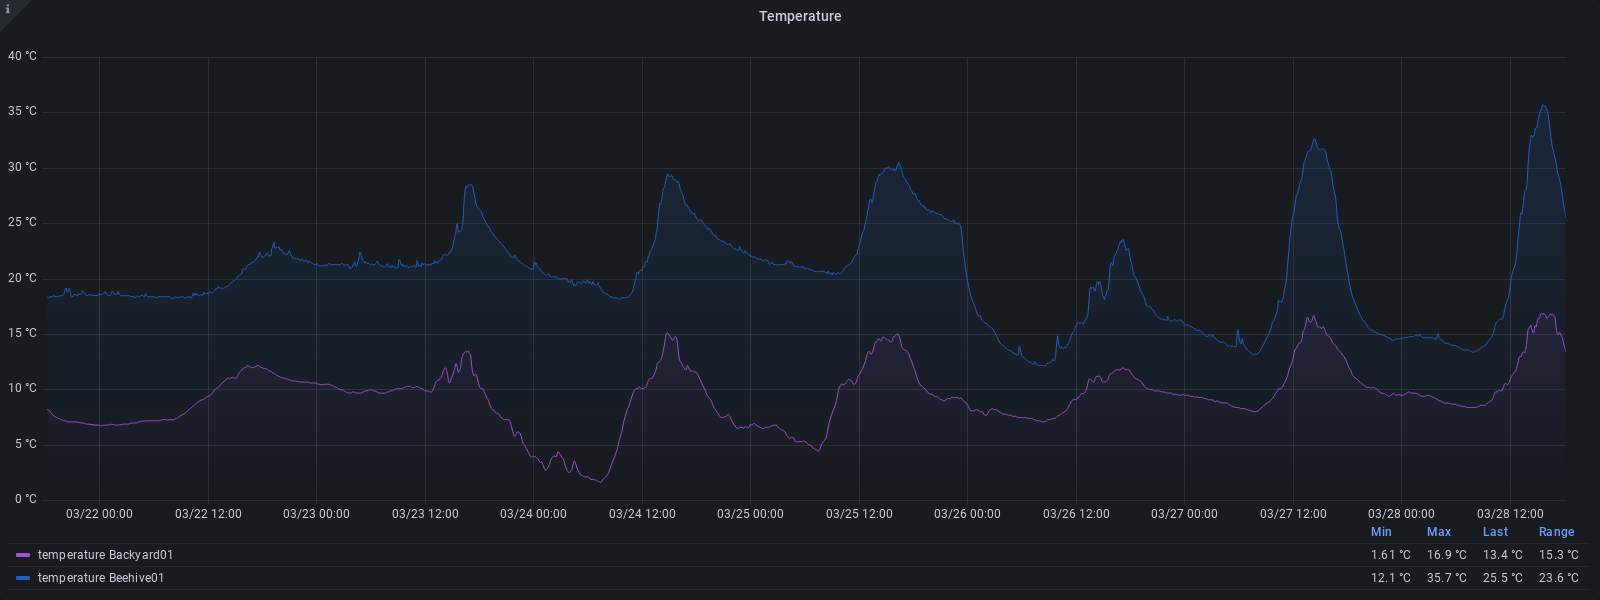 i
Temperature
40 °C
35 °C
30 °C
25 °C
20 °C
15 °C
10 °C
5 °C
0 °C
03/22 00:00 03/22 12:00 03/23 00:00 03/23 12:00 03/24 00:00 03/24 12:00 03/25 00:00 03/25 12:00 03/26 00:00 03/26 12:00 03/27 00:00 03/27 12:00 03/28 00:00 03/28 12:00
Min Max Last Range
temperature Backyard01 1.61 °C 16.9 °C 13.4 °C 15.3 °C
temperature Beehive01 12.1 °C 35.7 °C 25.5 °C 23.6 °C